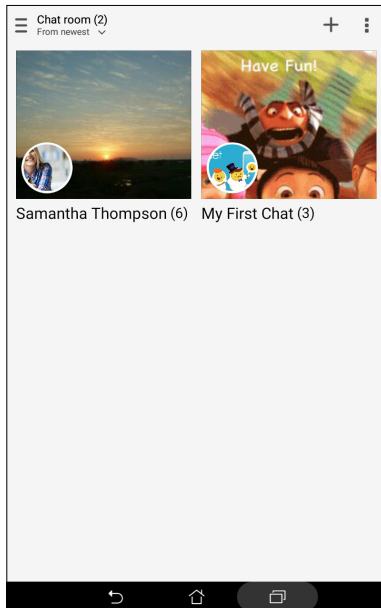 Chat room (2)
From newest
Have Fun!
Samantha Thompson (6)
My First Chat (3)